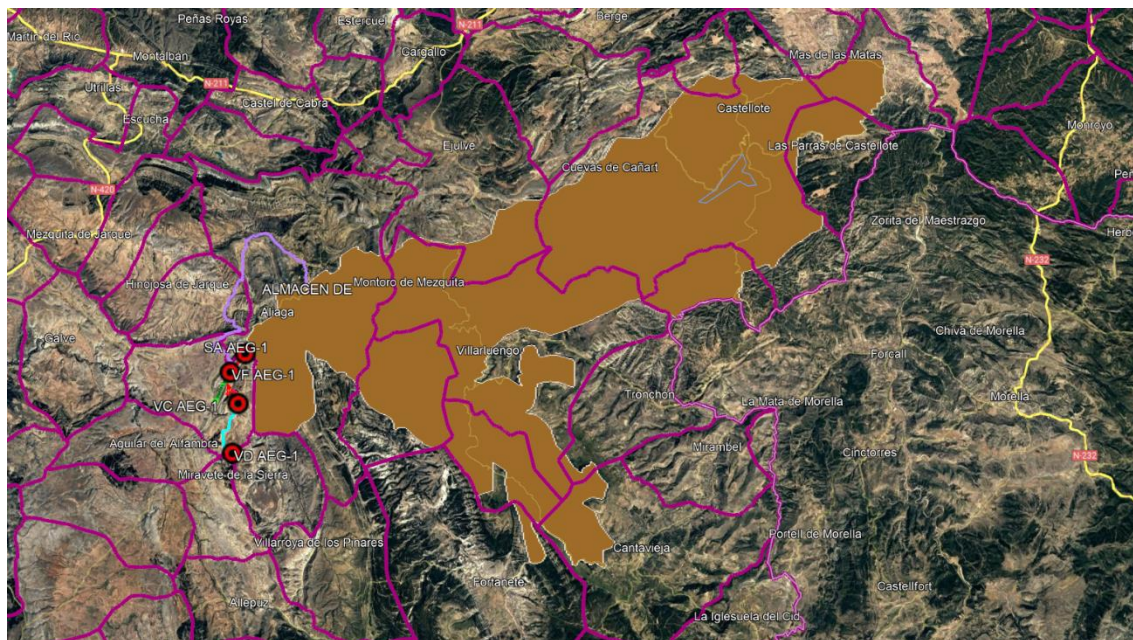 Peñas Royas
Estercuel
N-211
Berge
Martín del Río
Montalbán
Gargallo
Mas de las Matas
Utrillas
N-211
Castel de Cabra
Castellote
Escucha
Monroyo
Ejulve
Las Parras de Castellote
Cuevas de Cañart
N-420
Zorita del Maestrazgo
Mezquita de Jarque
N-232
Hinojosa de Jarque
ALMACEN DE
Montoro de Mezquita
Aliaga
Galve
Chiva de Morella
SA AEG-1
Villarluengo
Forcall
VF AEG-1
Tronchón
Morella
VC AEG-1
La Mata de Morella
Aguilar del Alfambra
Mirambel
VD AEG-1
Cinctorres
N-232
Miravete de la Sierra
Villarroya de los Pinares
Cantavieja
Portell de Morella
Fortanete
Castellfort
Allepuz
La Iglesuela del Cid